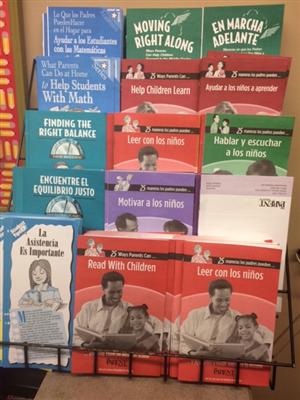 Lo Que los Padres
Pueden Hacer
en el Hogar para
Ayudar a los Estudiantes
con las Matemáticas
MOVING
RIGHT ALONG
Ways Parents
EN MARCHA
ADELANTE
What Parents
Can Do at Home
to Help Students
With Math
25 Ways Parents Can...
Help Children Learn
25 maneras los padres pueden...
Ayudar a los niños a aprender
FINDING THE
RIGHT BALANCE
25 maneras los padres pueden...
Leer con los niños
25 maneras los padres pueden...
Hablar y escuchar
a los niños
ENCUENTRE EL
EQUILIBRIO JUSTO
25 maneras los padres pueden...
Motivar a los niños
PARENT
La
Asistencia
Es Importante
25 Ways Parents Can...
Read With Children
25 maneras los padres pueden...
Leer con los niños
PARENT